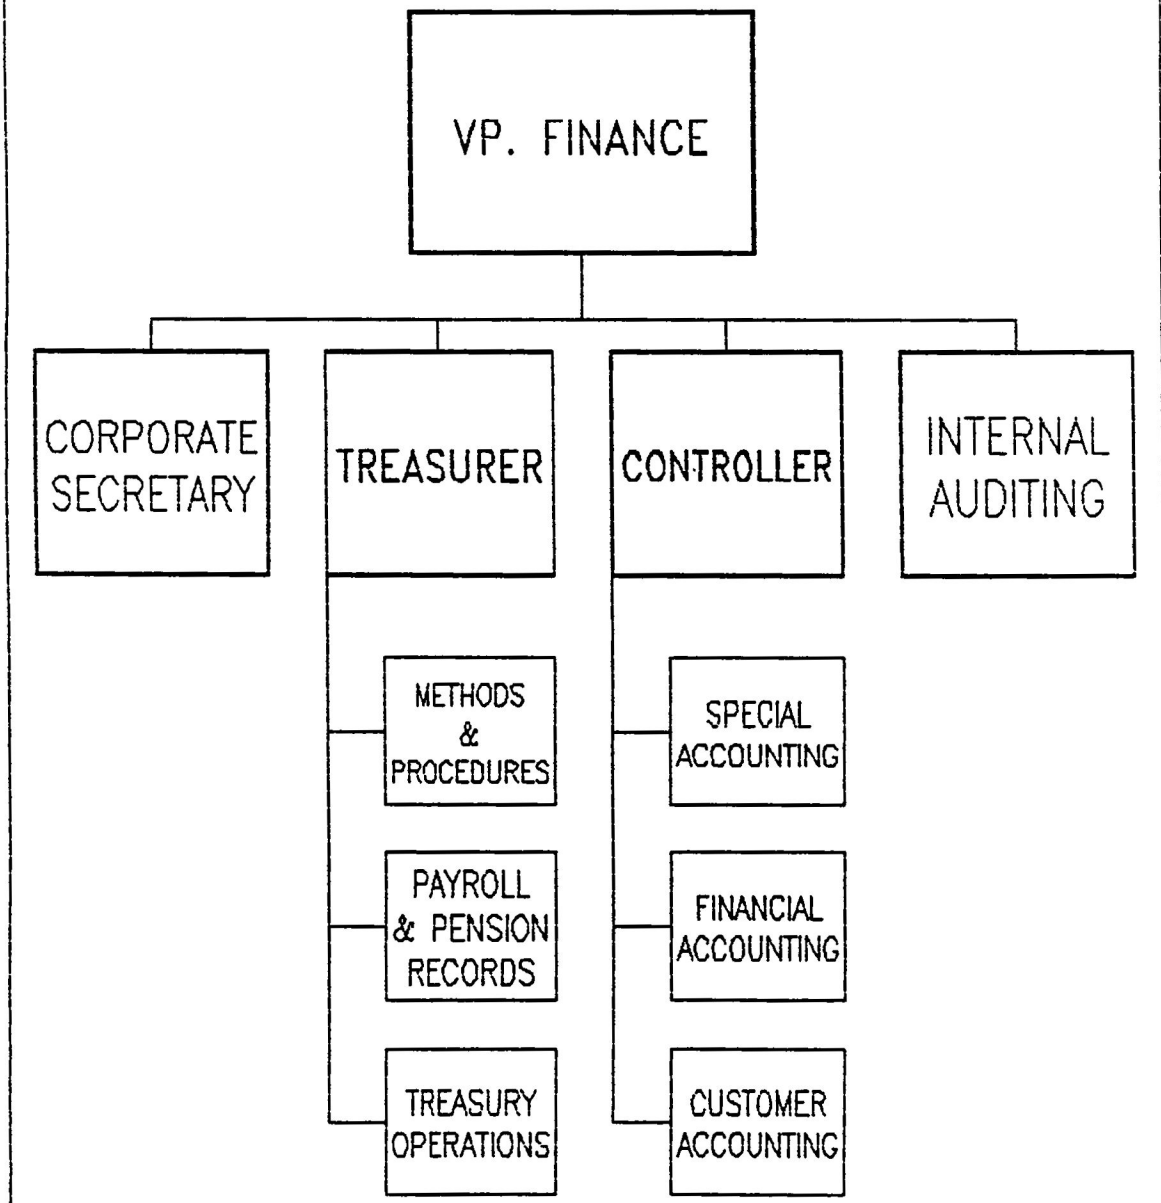 VP. FINANCE
CORPORATE
SECRETARY
TREASURER
CONTROLLER
INTERNAL
AUDITING
METHODS
&
PROCEDURES
SPECIAL
ACCOUNTING
PAYROLL
& PENSION
RECORDS
FINANCIAL
ACCOUNTING
TREASURY
OPERATIONS
CUSTOMER
ACCOUNTING